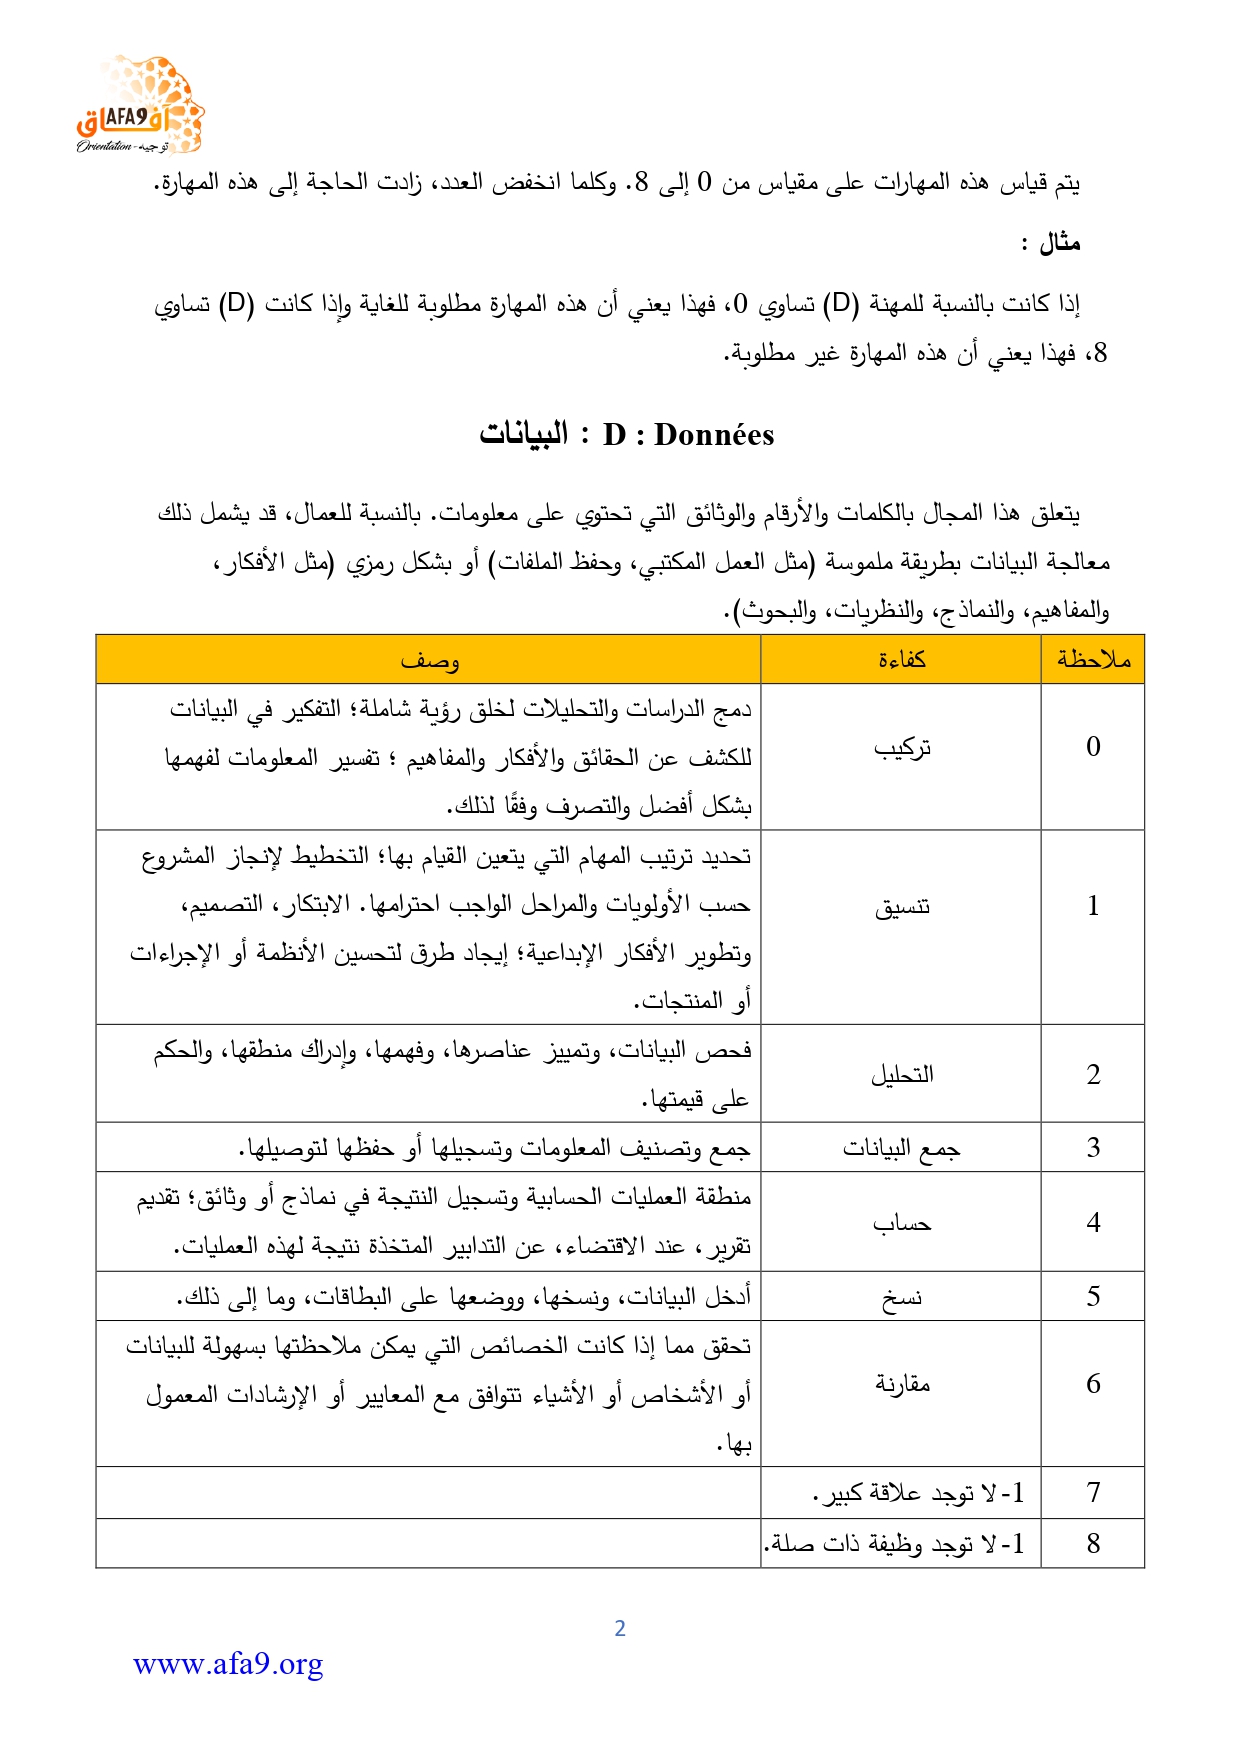 آفاق AFA9
Orientation - توجيه
يتم قياس هذه المهارات على مقياس من 0 إلى 8. وكلما انخفض العدد، زادت الحاجة إلى هذه المهارة.
مثال :
إذا كانت بالنسبة للمهنة (D) تساوي 0، فهذا يعني أن هذه المهارة مطلوبة للغاية وإذا كانت (D) تساوي
8، فهذا يعني أن هذه المهارة غير مطلوبة.
D : Données : البيانات
يتعلق هذا المجال بالكلمات والأرقام والوثائق التي تحتوي على معلومات. بالنسبة للعمال، قد يشمل ذلك
معالجة البيانات بطريقة ملموسة (مثل العمل المكتبي، وحفظ الملفات) أو بشكل رمزي (مثل الأفكار،
والمفاهيم، والنماذج، والنظريات، والبحوث).
ملاحظة كفاءة وصف
0 تركيب دمج الدراسات والتحليلات لخلق رؤية شاملة؛ التفكير في البيانات
للكشف عن الحقائق والأفكار والمفاهيم ؛ تفسير المعلومات لفهمها
بشكل أفضل والتصرف وفقًا لذلك.
1 تنسيق تحديد ترتيب المهام التي يتعين القيام بها؛ التخطيط لإنجاز المشروع
حسب الأولويات والمراحل الواجب احترامها. الابتكار، التصميم،
وتطوير الأفكار الإبداعية؛ إيجاد طرق لتحسين الأنظمة أو الإجراءات
أو المنتجات.
2 التحليل فحص البيانات، وتمييز عناصرها، وفهمها، وإدراك منطقها، والحكم
على قيمتها.
3 جمع البيانات جمع وتصنيف المعلومات وتسجيلها أو حفظها لتوصيلها.
4 حساب منطقة العمليات الحسابية وتسجيل النتيجة في نماذج أو وثائق؛ تقديم
تقرير، عند الاقتضاء، عن التدابير المتخذة نتيجة لهذه العمليات.
5 نسخ أدخل البيانات، ونسخها، ووضعها على البطاقات، وما إلى ذلك.
6 مقارنة تحقق مما إذا كانت الخصائص التي يمكن ملاحظتها بسهولة للبيانات
أو الأشخاص أو الأشياء تتوافق مع المعايير أو الإرشادات المعمول
بها.
7 1- لا توجد علاقة كبير.
8 1- لا توجد وظيفة ذات صلة.
2
www.afa9.org